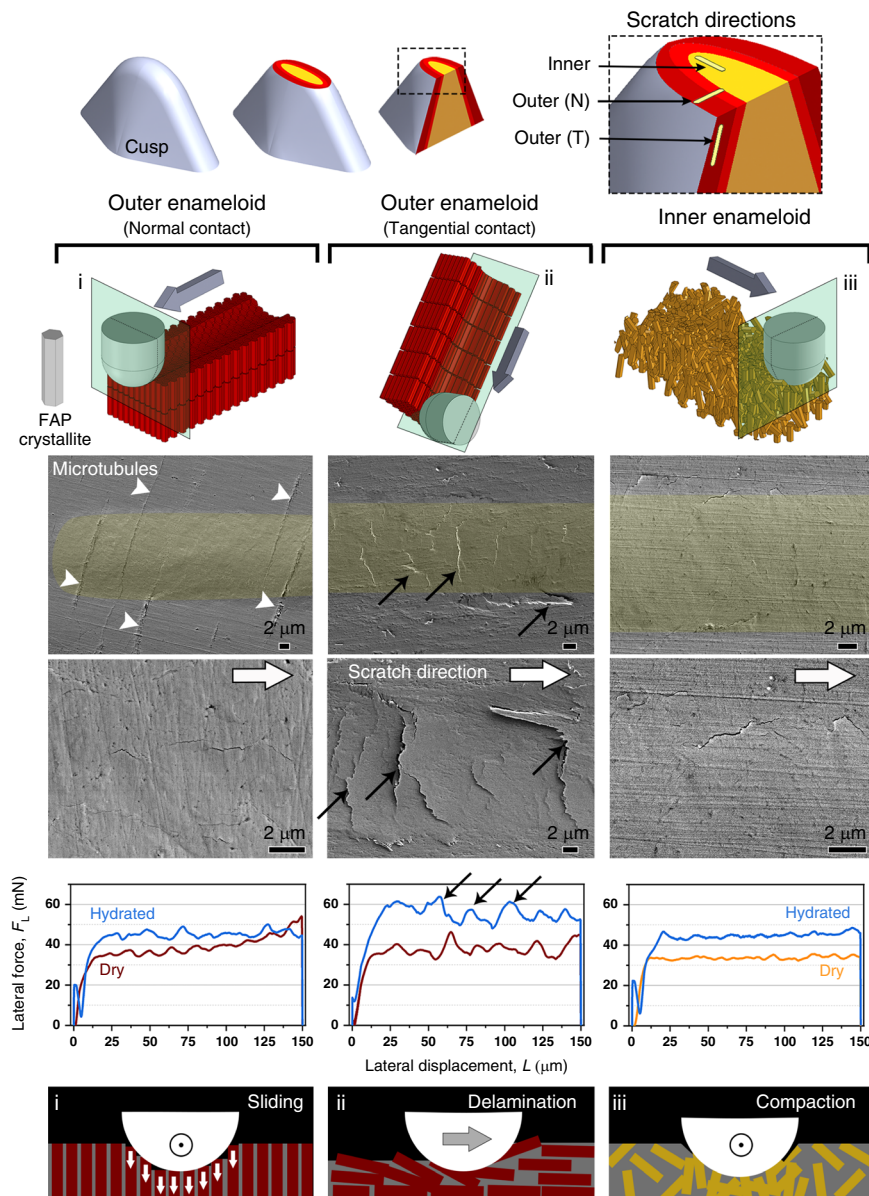 Scratch directions
Inner
Outer (N)
Outer (T)
Cusp
Outer enameloid
(Normal contact)
Outer enameloid
(Tangential contact)
Inner enameloid
i
ii
iii
FAP
crystallite
Microtubules
2 μm
2 μm
2 μm
Scratch direction
2 μm
2 μm
2 μm
Lateral force, F_L (mN)
60
40
20
0
Hydrated
Dry
0 25 50 75 100 125 150
60
40
20
0
0 25 50 75 100 125 150
60
40
20
0
Hydrated
Dry
0 25 50 75 100 125 150
Lateral displacement, L (μm)
i Sliding
ii Delamination
iii Compaction